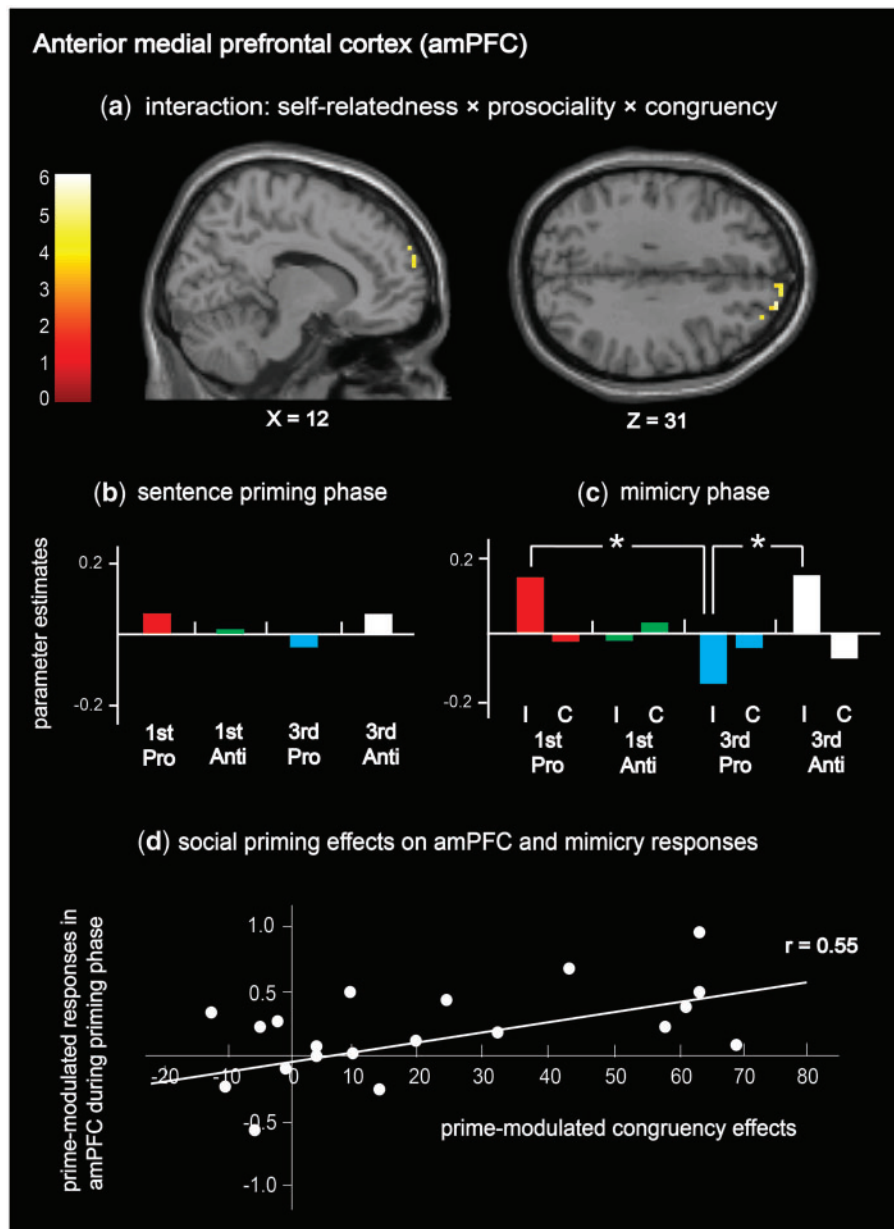 Anterior medial prefrontal cortex (amPFC)
(a) interaction: self-relatedness × prosociality × congruency
6
5
4
3
2
1
0
X = 12
Z = 31
(b) sentence priming phase
parameter estimates
0.2
-0.2
1st Pro
1st Anti
3rd Pro
3rd Anti
(c) mimicry phase
0.2
-0.2
*
*
I C
I C
I C
I C
1st Pro
1st Anti
3rd Pro
3rd Anti
(d) social priming effects on amPFC and mimicry responses
prime-modulated responses in
amPFC during priming phase
1.0
0.5
-0.5
-1.0
r = 0.55
-20 -10 0 10 20 30 40 50 60 70 80
prime-modulated congruency effects